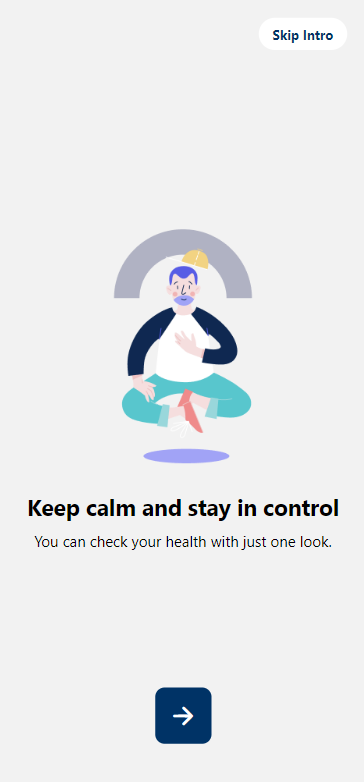 Skip Intro
Keep calm and stay in control
You can check your health with just one look.